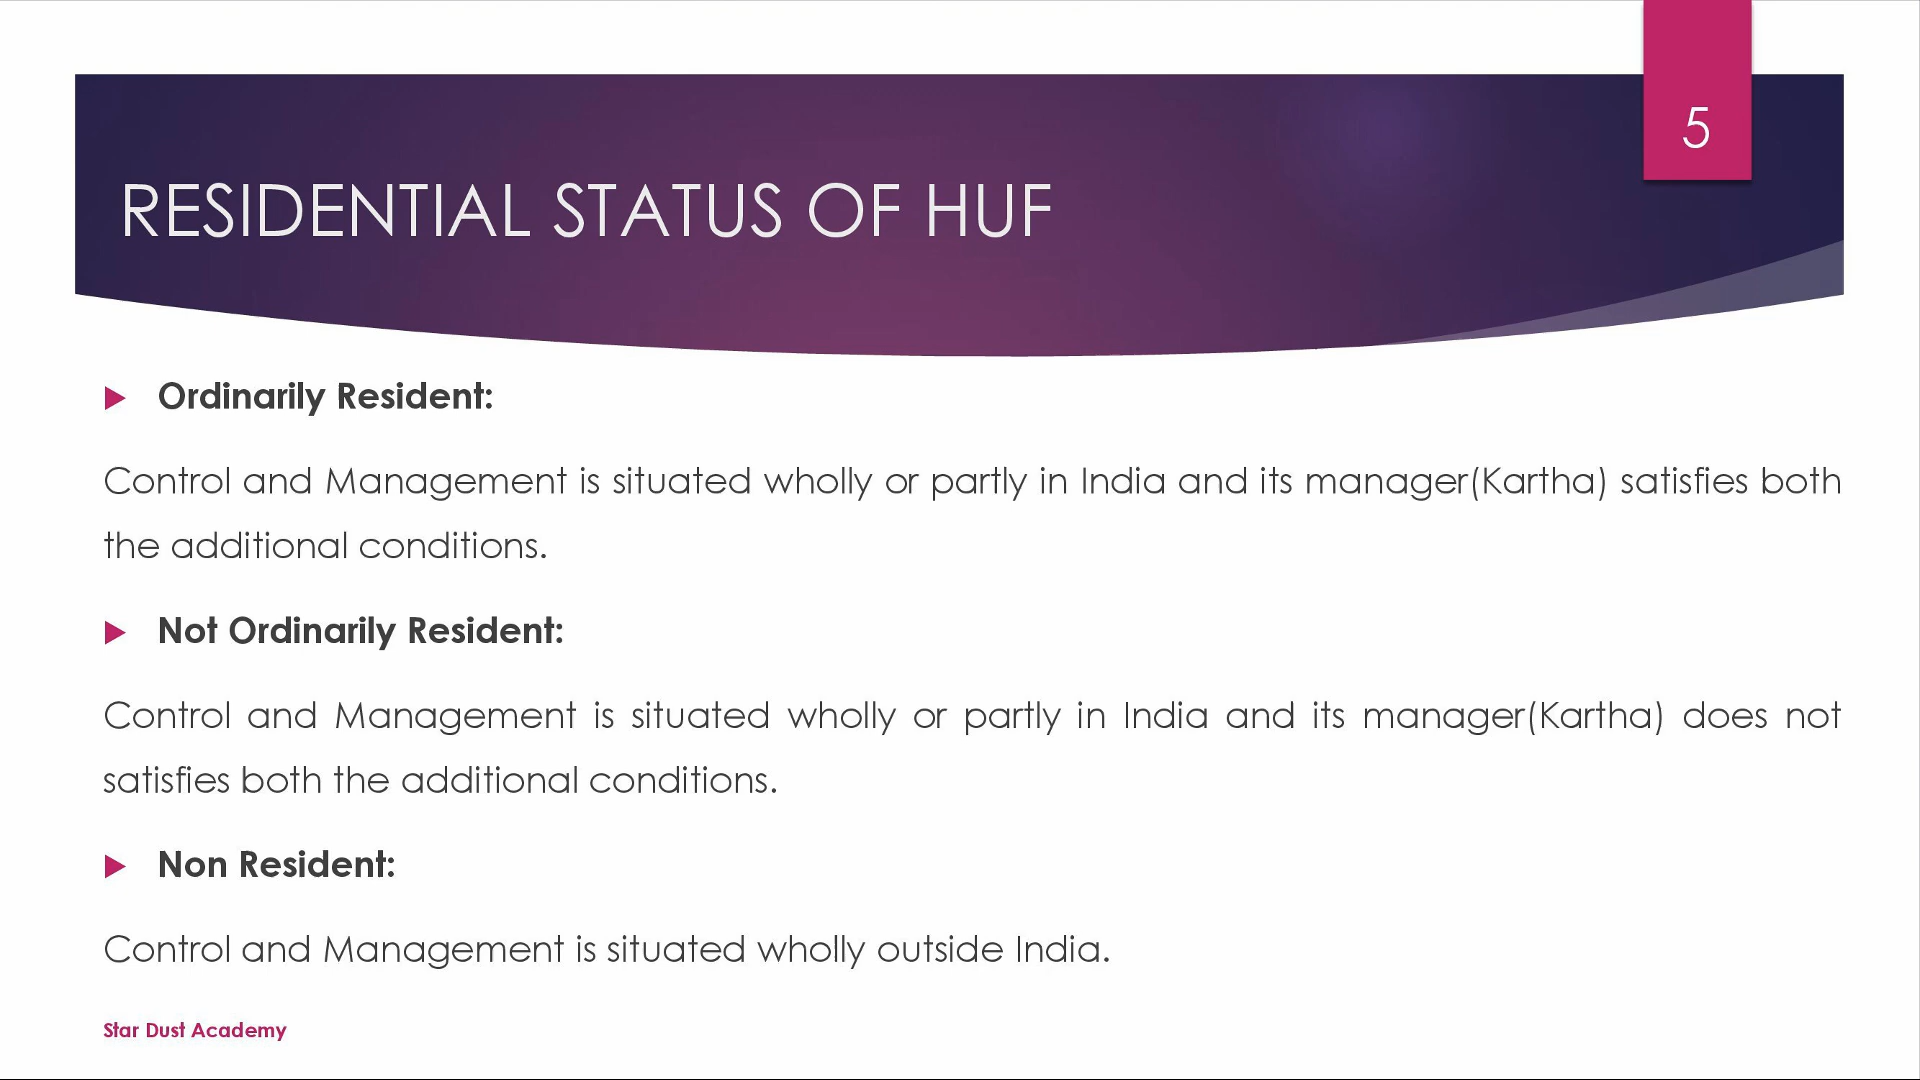 5
RESIDENTIAL STATUS OF HUF
Ordinarily Resident:
Control and Management is situated wholly or partly in India and its manager(Kartha) satisfies both
the additional conditions.
Not Ordinarily Resident:
Control and Management is situated wholly or partly in India and its manager(Kartha) does not
satisfies both the additional conditions.
Non Resident:
Control and Management is situated wholly outside India.
Star Dust Academy